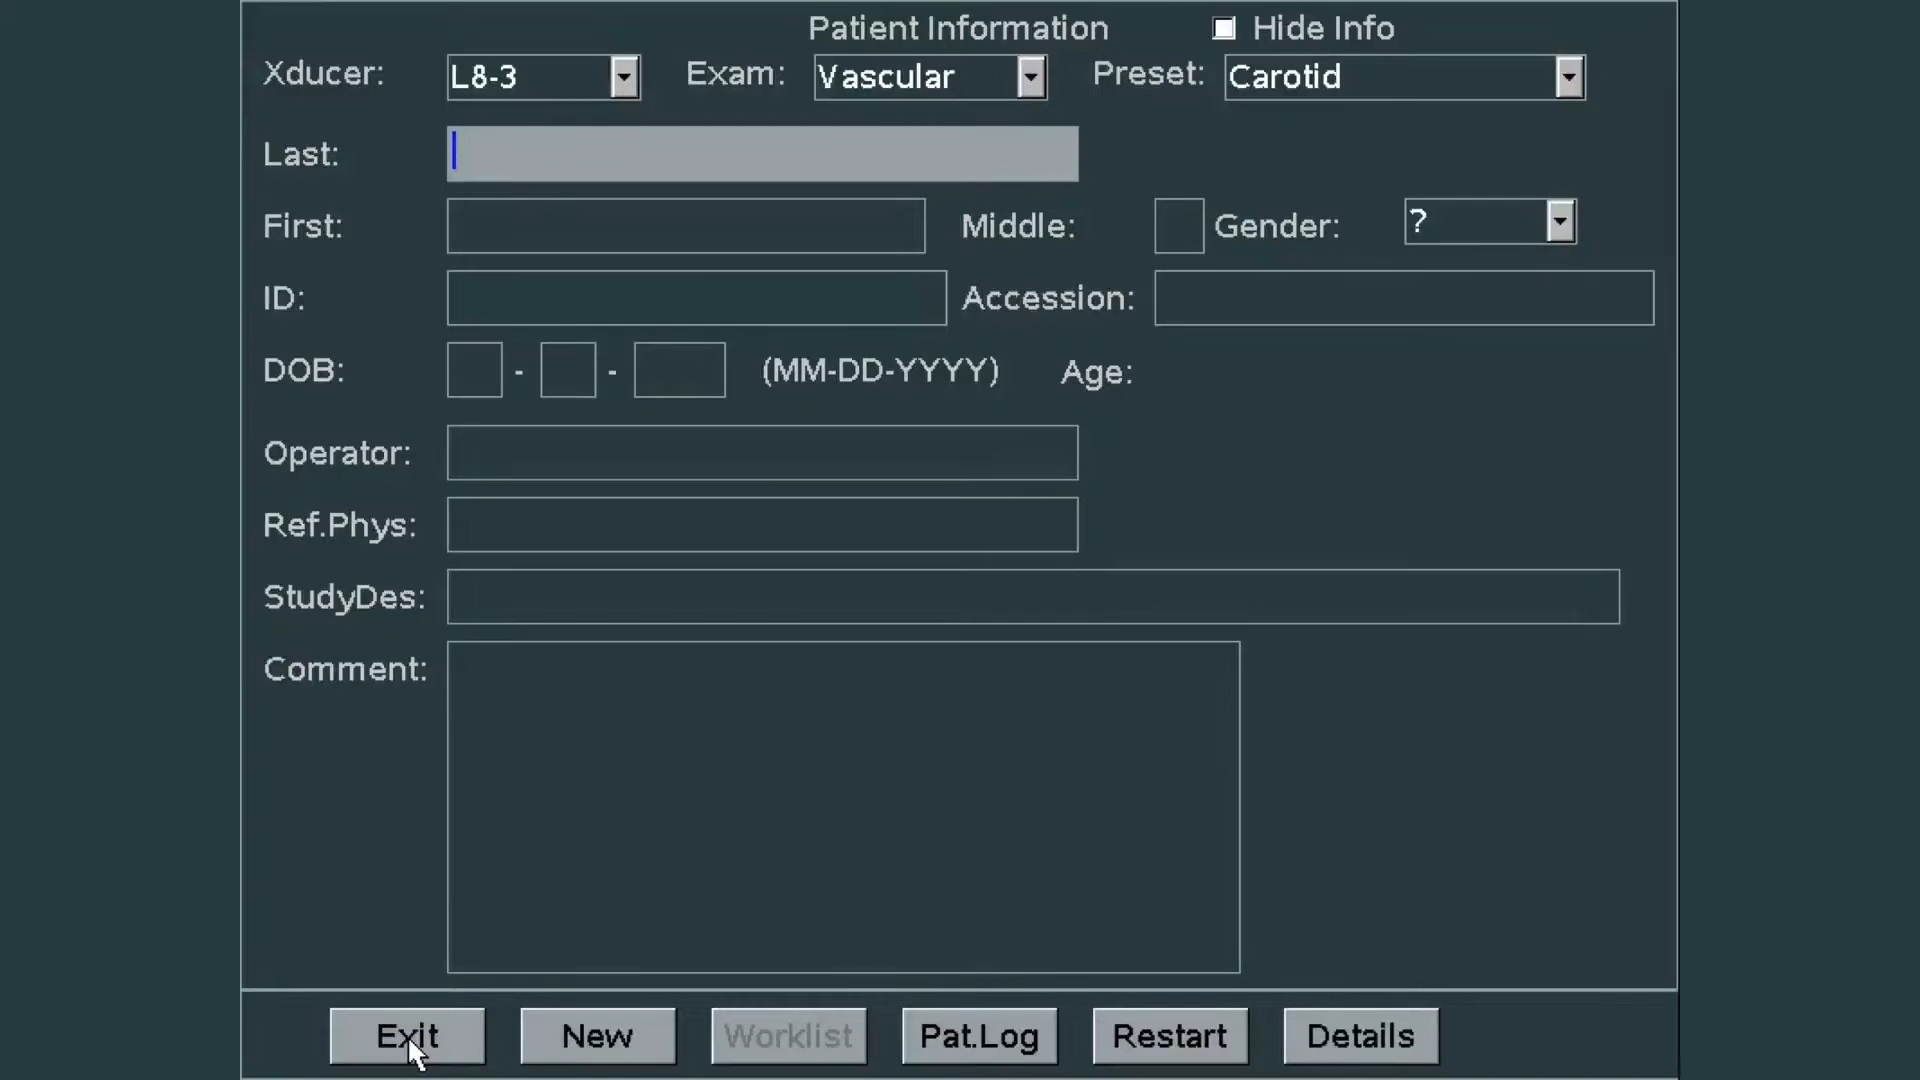 Patient Information Hide Info
Xducer: L8-3 Exam: Vascular Preset: Carotid
Last:
First: Middle: Gender: ?
ID: Accession:
DOB: - - (MM-DD-YYYY) Age:
Operator:
Ref.Phys:
StudyDes:
Comment:
Exit New Worklist Pat.Log Restart Details